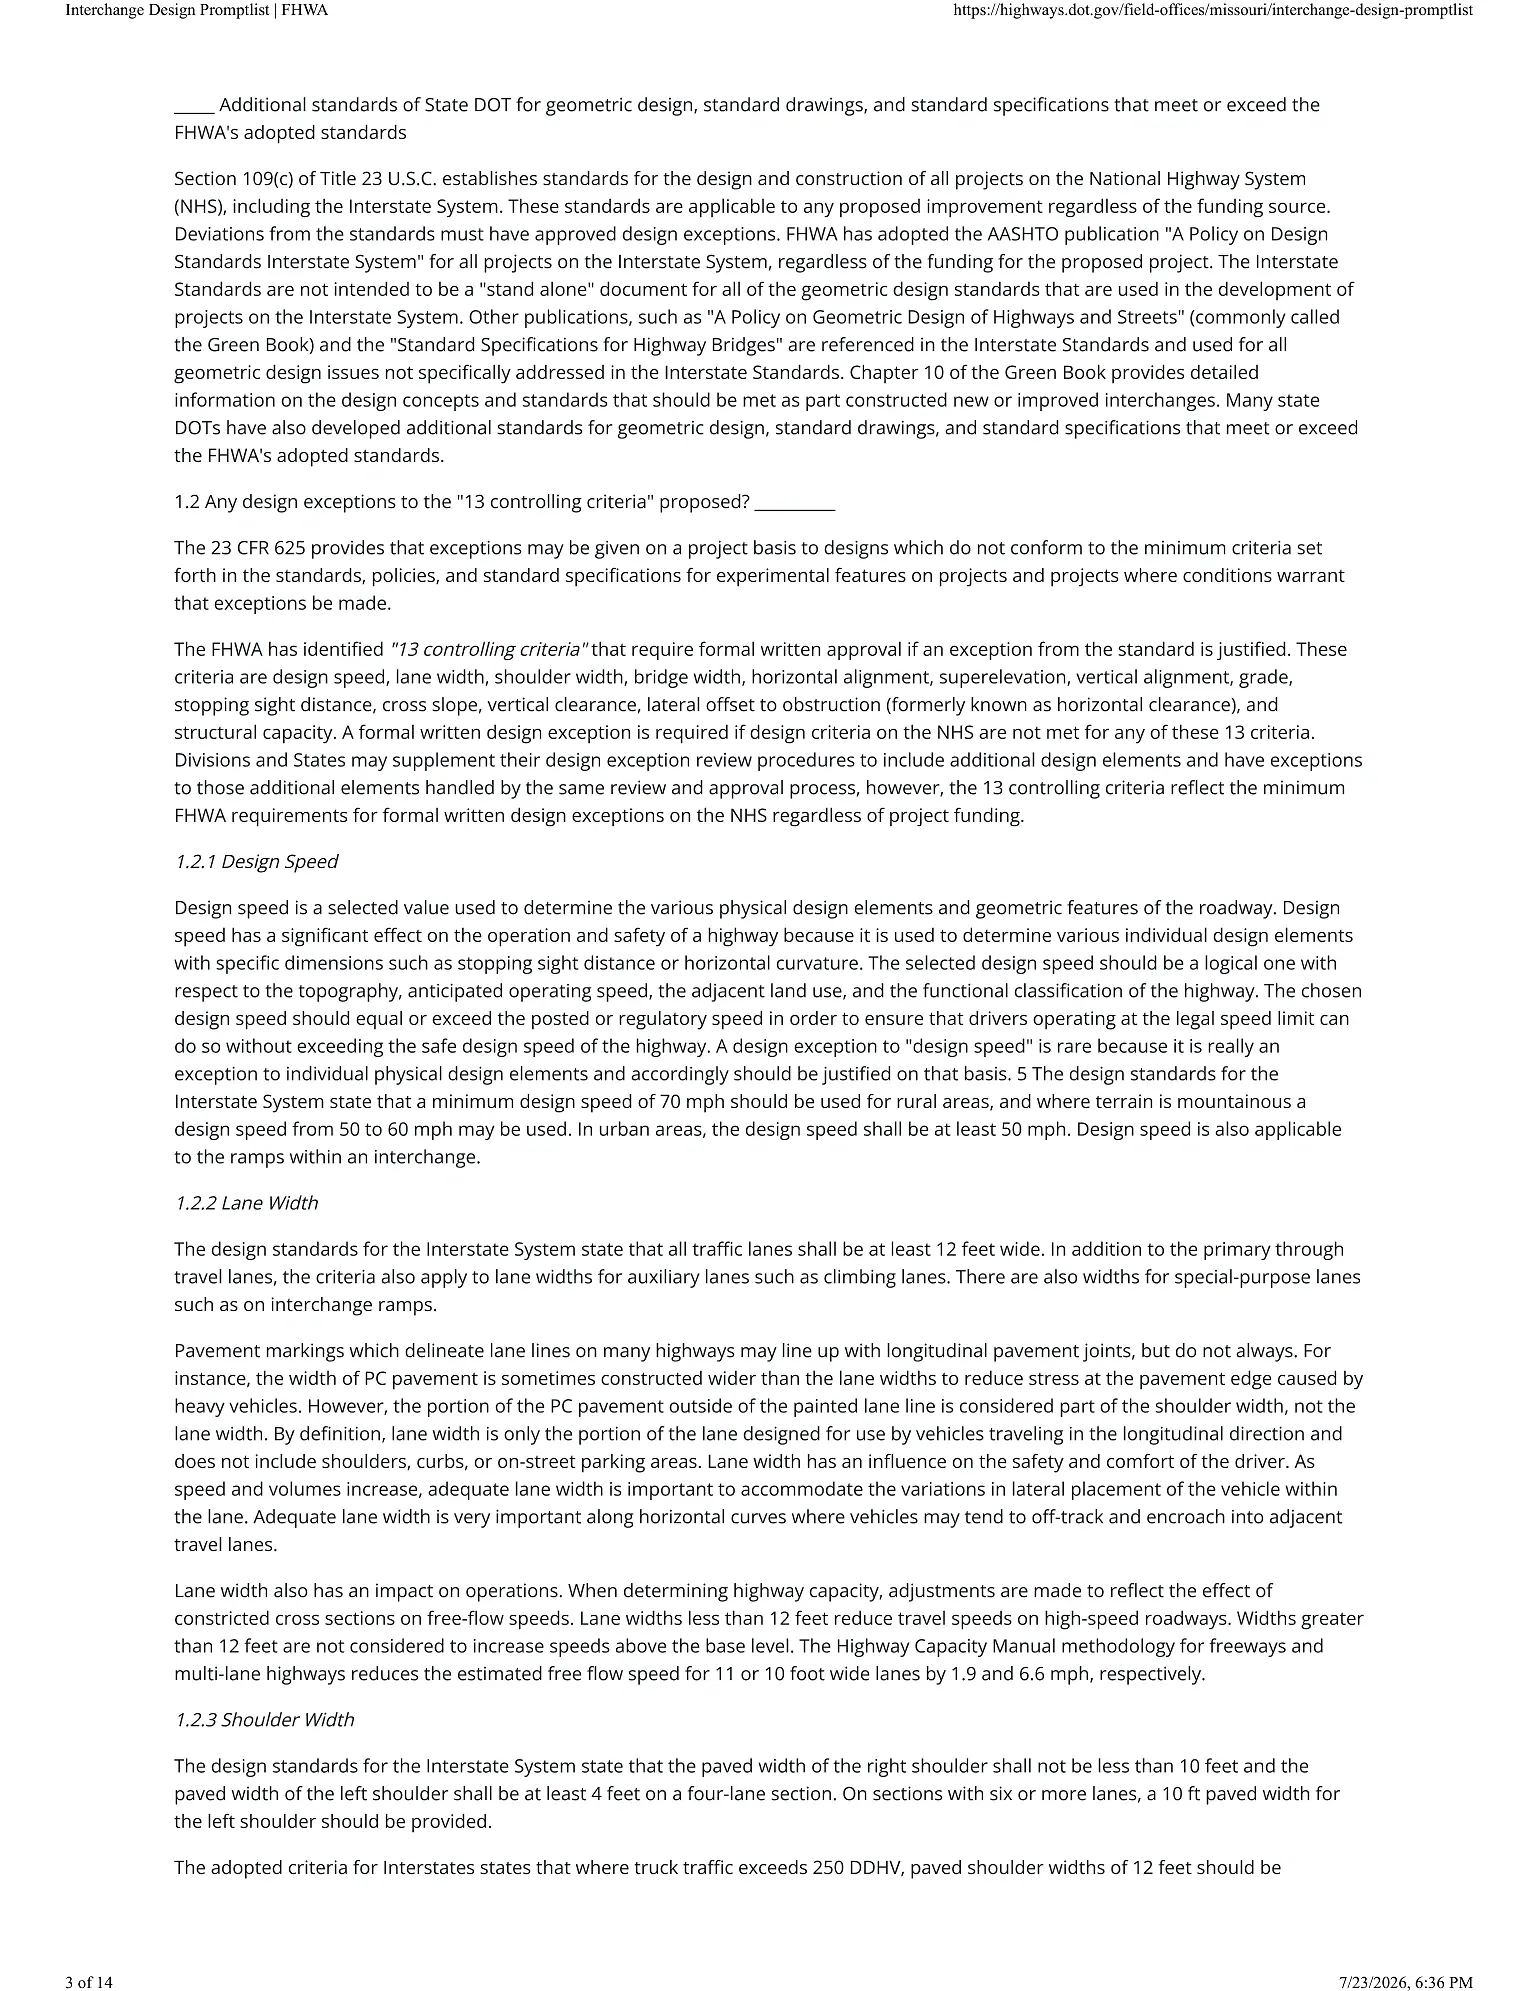 Interchange Design Promptlist | FHWA
https://highways.dot.gov/field-offices/missouri/interchange-design-promptlist
_____ Additional standards of State DOT for geometric design, standard drawings, and standard specifications that meet or exceed the
FHWA's adopted standards
Section 109(c) of Title 23 U.S.C. establishes standards for the design and construction of all projects on the National Highway System
(NHS), including the Interstate System. These standards are applicable to any proposed improvement regardless of the funding source.
Deviations from the standards must have approved design exceptions. FHWA has adopted the AASHTO publication "A Policy on Design
Standards Interstate System" for all projects on the Interstate System, regardless of the funding for the proposed project. The Interstate
Standards are not intended to be a "stand alone" document for all of the geometric design standards that are used in the development of
projects on the Interstate System. Other publications, such as "A Policy on Geometric Design of Highways and Streets" (commonly called
the Green Book) and the "Standard Specifications for Highway Bridges" are referenced in the Interstate Standards and used for all
geometric design issues not specifically addressed in the Interstate Standards. Chapter 10 of the Green Book provides detailed
information on the design concepts and standards that should be met as part constructed new or improved interchanges. Many state
DOTs have also developed additional standards for geometric design, standard drawings, and standard specifications that meet or exceed
the FHWA's adopted standards.
1.2 Any design exceptions to the "13 controlling criteria" proposed? __________
The 23 CFR 625 provides that exceptions may be given on a project basis to designs which do not conform to the minimum criteria set
forth in the standards, policies, and standard specifications for experimental features on projects and projects where conditions warrant
that exceptions be made.
The FHWA has identified "13 controlling criteria" that require formal written approval if an exception from the standard is justified. These
criteria are design speed, lane width, shoulder width, bridge width, horizontal alignment, superelevation, vertical alignment, grade,
stopping sight distance, cross slope, vertical clearance, lateral offset to obstruction (formerly known as horizontal clearance), and
structural capacity. A formal written design exception is required if design criteria on the NHS are not met for any of these 13 criteria.
Divisions and States may supplement their design exception review procedures to include additional design elements and have exceptions
to those additional elements handled by the same review and approval process, however, the 13 controlling criteria reflect the minimum
FHWA requirements for formal written design exceptions on the NHS regardless of project funding.
1.2.1 Design Speed
Design speed is a selected value used to determine the various physical design elements and geometric features of the roadway. Design
speed has a significant effect on the operation and safety of a highway because it is used to determine various individual design elements
with specific dimensions such as stopping sight distance or horizontal curvature. The selected design speed should be a logical one with
respect to the topography, anticipated operating speed, the adjacent land use, and the functional classification of the highway. The chosen
design speed should equal or exceed the posted or regulatory speed in order to ensure that drivers operating at the legal speed limit can
do so without exceeding the safe design speed of the highway. A design exception to "design speed" is rare because it is really an
exception to individual physical design elements and accordingly should be justified on that basis. 5 The design standards for the
Interstate System state that a minimum design speed of 70 mph should be used for rural areas, and where terrain is mountainous a
design speed from 50 to 60 mph may be used. In urban areas, the design speed shall be at least 50 mph. Design speed is also applicable
to the ramps within an interchange.
1.2.2 Lane Width
The design standards for the Interstate System state that all traffic lanes shall be at least 12 feet wide. In addition to the primary through
travel lanes, the criteria also apply to lane widths for auxiliary lanes such as climbing lanes. There are also widths for special-purpose lanes
such as on interchange ramps.
Pavement markings which delineate lane lines on many highways may line up with longitudinal pavement joints, but do not always. For
instance, the width of PC pavement is sometimes constructed wider than the lane widths to reduce stress at the pavement edge caused by
heavy vehicles. However, the portion of the PC pavement outside of the painted lane line is considered part of the shoulder width, not the
lane width. By definition, lane width is only the portion of the lane designed for use by vehicles traveling in the longitudinal direction and
does not include shoulders, curbs, or on-street parking areas. Lane width has an influence on the safety and comfort of the driver. As
speed and volumes increase, adequate lane width is important to accommodate the variations in lateral placement of the vehicle within
the lane. Adequate lane width is very important along horizontal curves where vehicles may tend to off-track and encroach into adjacent
travel lanes.
Lane width also has an impact on operations. When determining highway capacity, adjustments are made to reflect the effect of
constricted cross sections on free-flow speeds. Lane widths less than 12 feet reduce travel speeds on high-speed roadways. Widths greater
than 12 feet are not considered to increase speeds above the base level. The Highway Capacity Manual methodology for freeways and
multi-lane highways reduces the estimated free flow speed for 11 or 10 foot wide lanes by 1.9 and 6.6 mph, respectively.
1.2.3 Shoulder Width
The design standards for the Interstate System state that the paved width of the right shoulder shall not be less than 10 feet and the
paved width of the left shoulder shall be at least 4 feet on a four-lane section. On sections with six or more lanes, a 10 ft paved width for
the left shoulder should be provided.
The adopted criteria for Interstates states that where truck traffic exceeds 250 DDHV, paved shoulder widths of 12 feet should be
3 of 14
7/23/2026, 6:36 PM